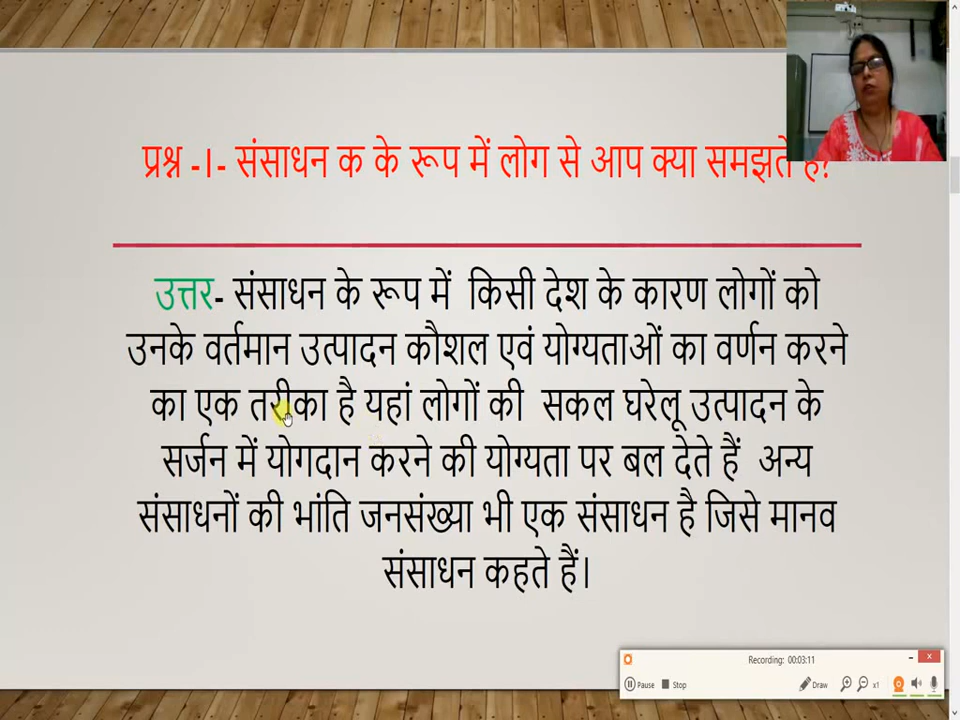 प्रश्न -।- संसाधन क के रूप में लोग से आप क्या समझते है?
उत्तर- संसाधन के रूप में किसी देश के कारण लोगों को
उनके वर्तमान उत्पादन कौशल एवं योग्यताओं का वर्णन करने
का एक तरीका है यहां लोगों की सकल घरेलू उत्पादन के
सर्जन में योगदान करने की योग्यता पर बल देते हैं अन्य
संसाधनों की भांति जनसंख्या भी एक संसाधन है जिसे मानव
संसाधन कहते हैं।
Recording: 00:03:11
Pause Stop Draw x1